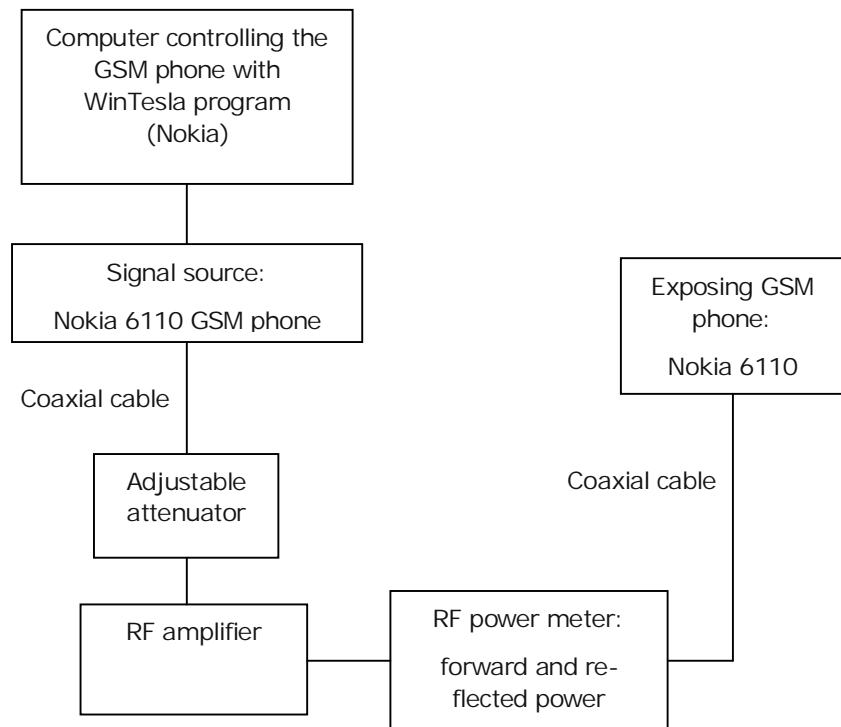 Computer controlling the
GSM phone with
WinTesla program
(Nokia)
Signal source:
Nokia 6110 GSM phone
Coaxial cable
Adjustable
attenuator
RF amplifier
RF power meter:
forward and re-
flected power
Coaxial cable
Exposing GSM
phone:
Nokia 6110